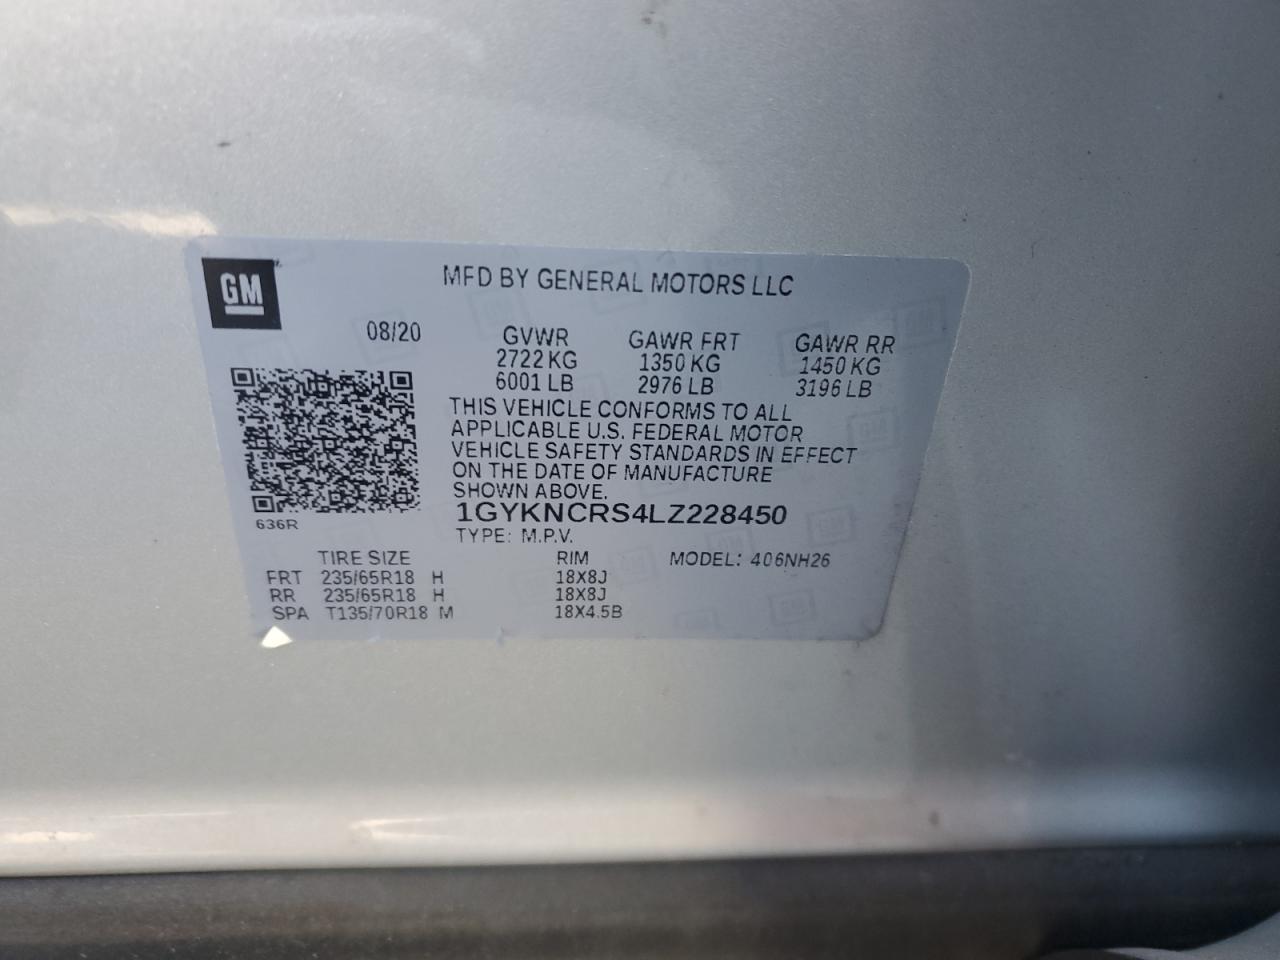 GM
MFD BY GENERAL MOTORS LLC
08/20
GVWR GAWR FRT GAWR RR
2722 KG 1350 KG 1450 KG
6001 LB 2976 LB 3196 LB
THIS VEHICLE CONFORMS TO ALL
APPLICABLE U.S. FEDERAL MOTOR
VEHICLE SAFETY STANDARDS IN EFFECT
ON THE DATE OF MANUFACTURE
SHOWN ABOVE.
636R
1GYKNCRS4LZ228450
TYPE: M.P.V.
TIRE SIZE RIM MODEL: 406NH26
FRT 235/65R18 H 18X8J
RR 235/65R18 H 18X8J
SPA T135/70R18 M 18X4.5B